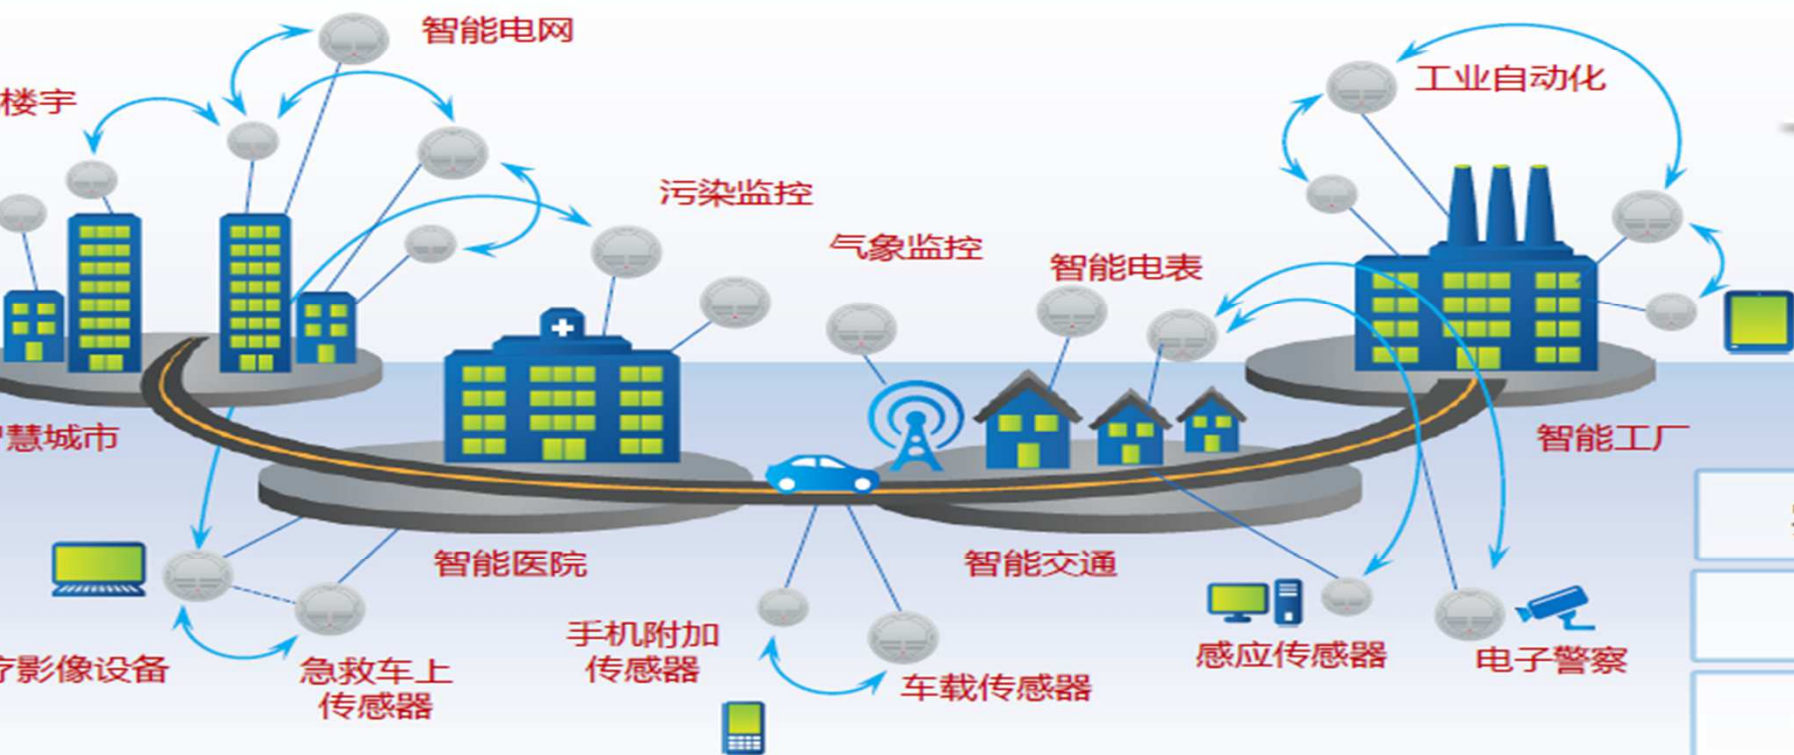 智能电网
楼宇
工业自动化
污染监控
气象监控
智能电表
慧城市
智能工厂
智能医院
智能交通
手机附加
传感器
感应传感器
电子警察
影像设备
急救车上
传感器
车载传感器